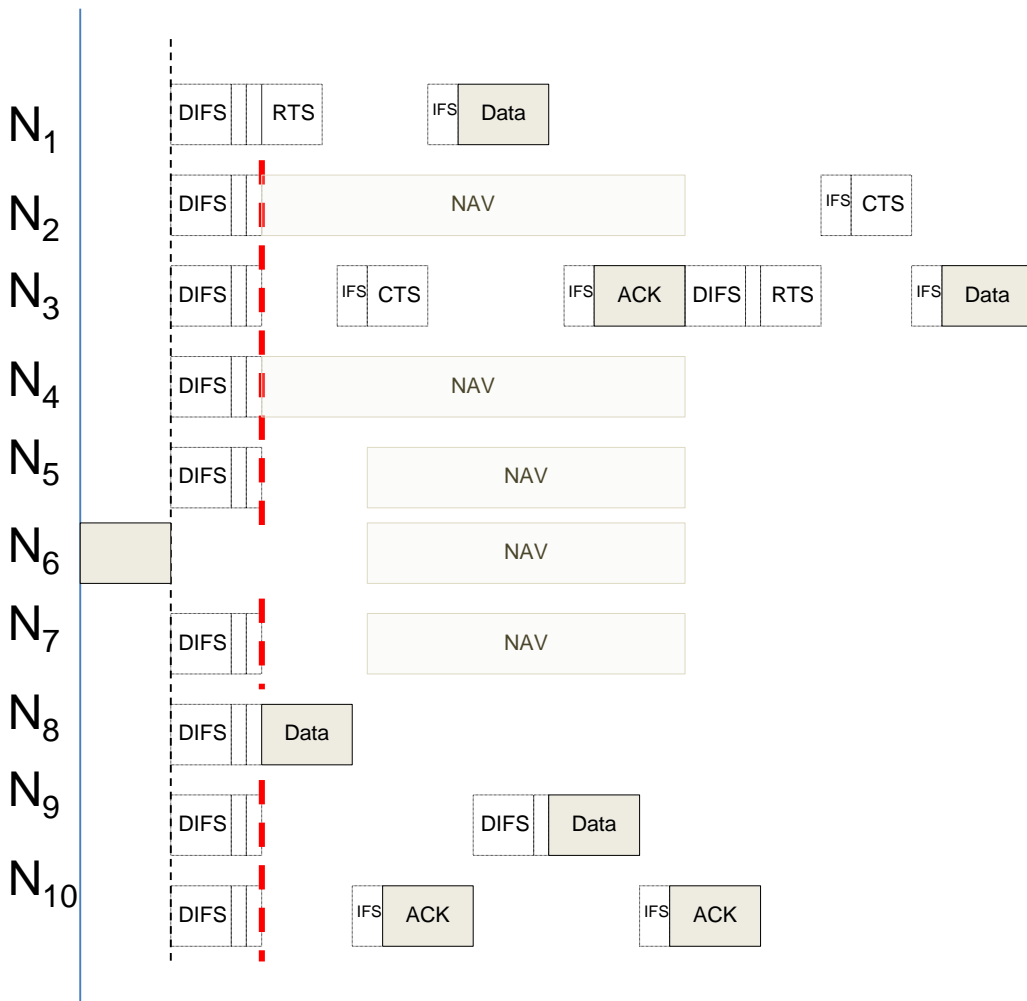 N1 DIFS RTS IFS Data
N2 DIFS NAV IFS CTS
N3 DIFS IFS CTS IFS ACK DIFS RTS IFS Data
N4 DIFS NAV
N5 DIFS NAV
N6 NAV
N7 DIFS NAV
N8 DIFS Data
N9 DIFS DIFS Data
N10 DIFS IFS ACK IFS ACK